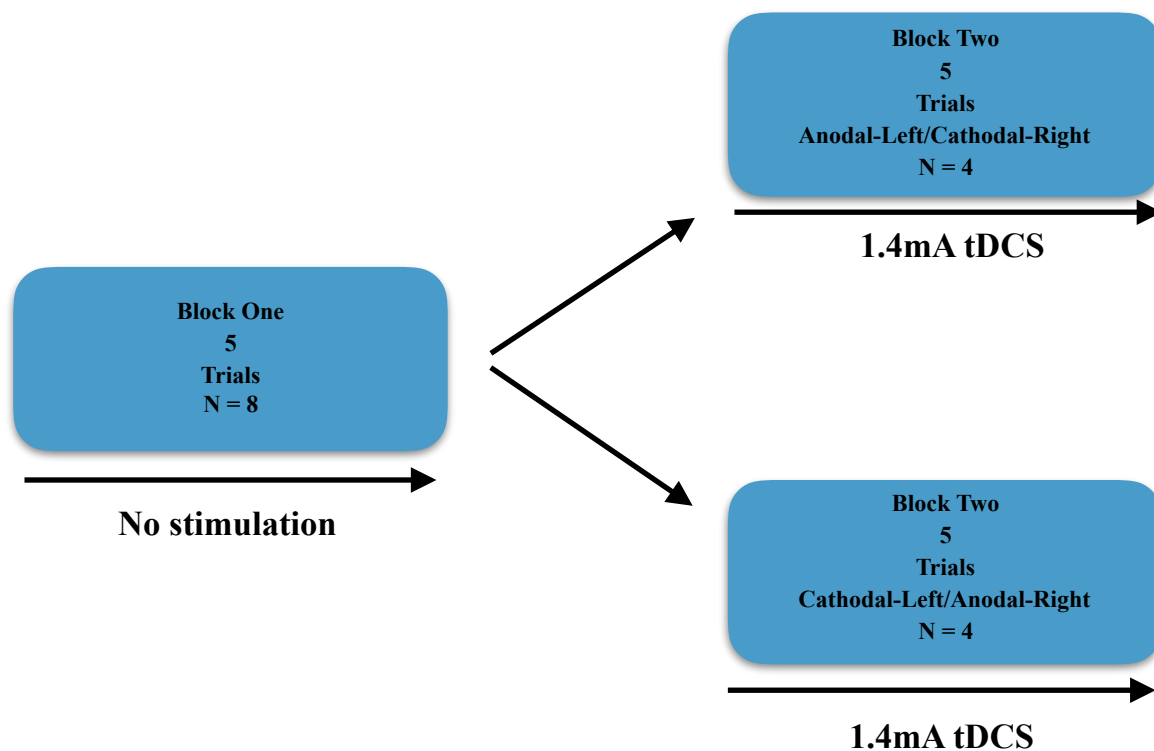 Block One
5
Trials
N = 8
No stimulation
Block Two
5
Trials
Anodal-Left/Cathodal-Right
N = 4
1.4mA tDCS
Block Two
5
Trials
Cathodal-Left/Anodal-Right
N = 4
1.4mA tDCS